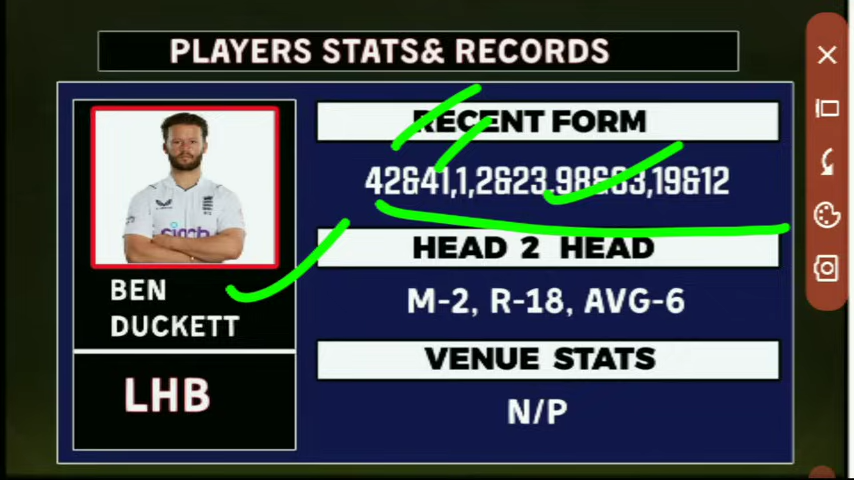 PLAYERS STATS& RECORDS
RECENT FORM
42&41,1,2&23,98&83,19&12
BEN
DUCKETT
LHB
HEAD 2 HEAD
M-2, R-18, AVG-6
VENUE STATS
N/P